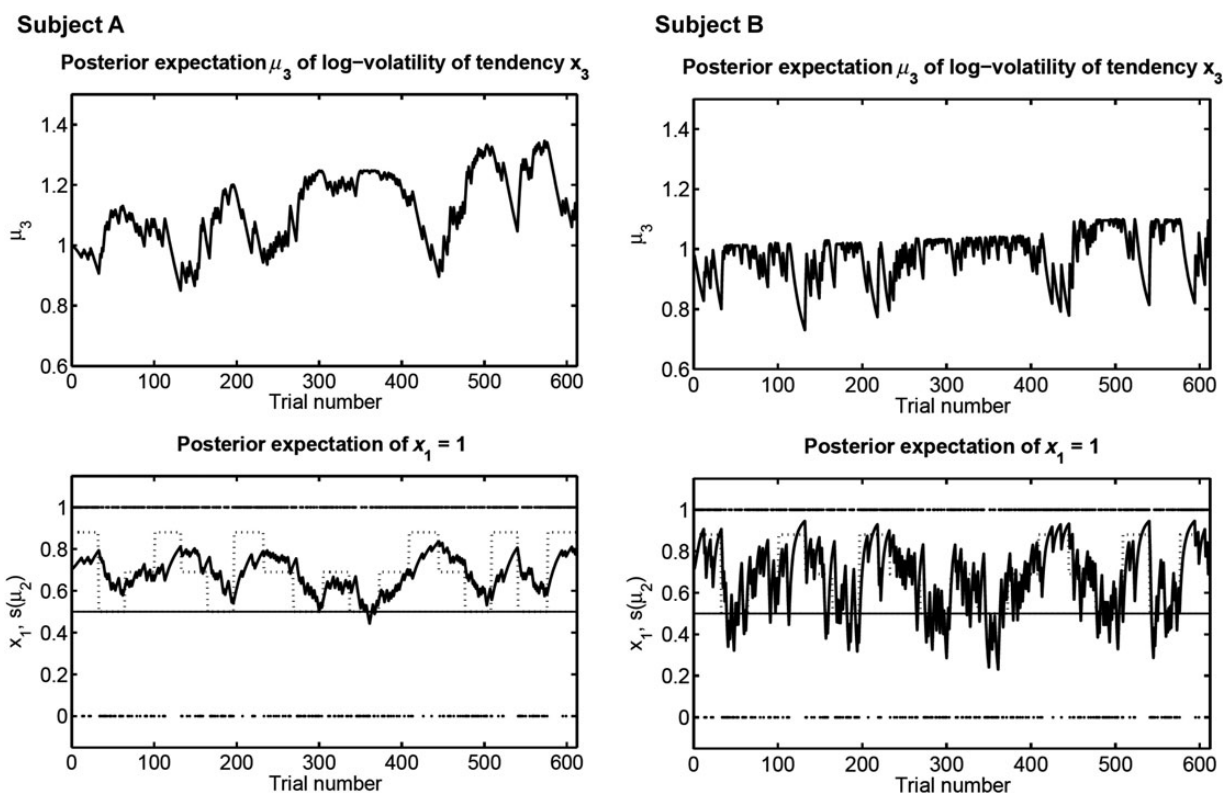 Subject A
Posterior expectation μ3 of log−volatility of tendency x3
1.4
1.2
1
0.8
0.6
μ3
0 100 200 300 400 500 600
Trial number
Posterior expectation of x1 = 1
1
0.8
0.6
0.4
0.2
0
x1, s(μ2)
0 100 200 300 400 500 600
Trial number
Subject B
Posterior expectation μ3 of log−volatility of tendency x3
1.4
1.2
1
0.8
0.6
μ3
0 100 200 300 400 500 600
Trial number
Posterior expectation of x1 = 1
1
0.8
0.6
0.4
0.2
0
x1, s(μ2)
0 100 200 300 400 500 600
Trial number